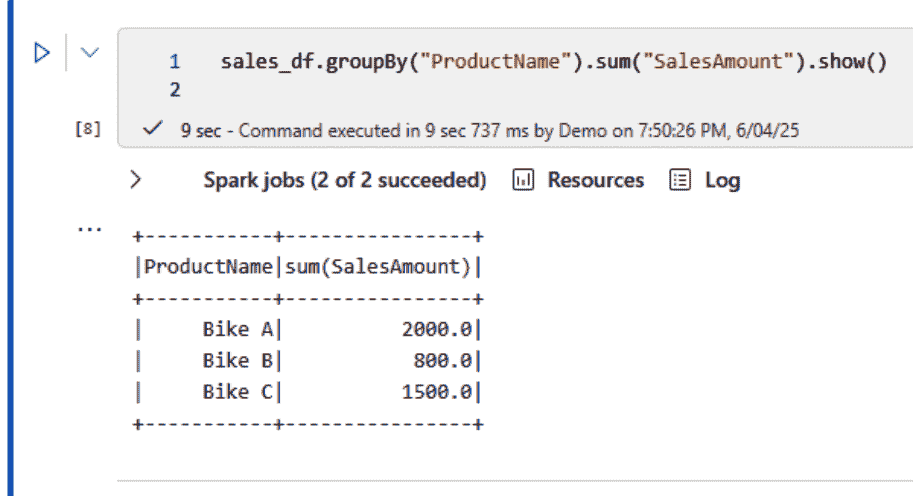 1 sales_df.groupBy("ProductName").sum("SalesAmount").show()
2
[8] 9 sec - Command executed in 9 sec 737 ms by Demo on 7:50:26 PM, 6/04/25
Spark jobs (2 of 2 succeeded) Resources Log
+-----------+----------------+
|ProductName|sum(SalesAmount)|
+-----------+----------------+
|     Bike A|          2000.0|
|     Bike B|           800.0|
|     Bike C|          1500.0|
+-----------+----------------+